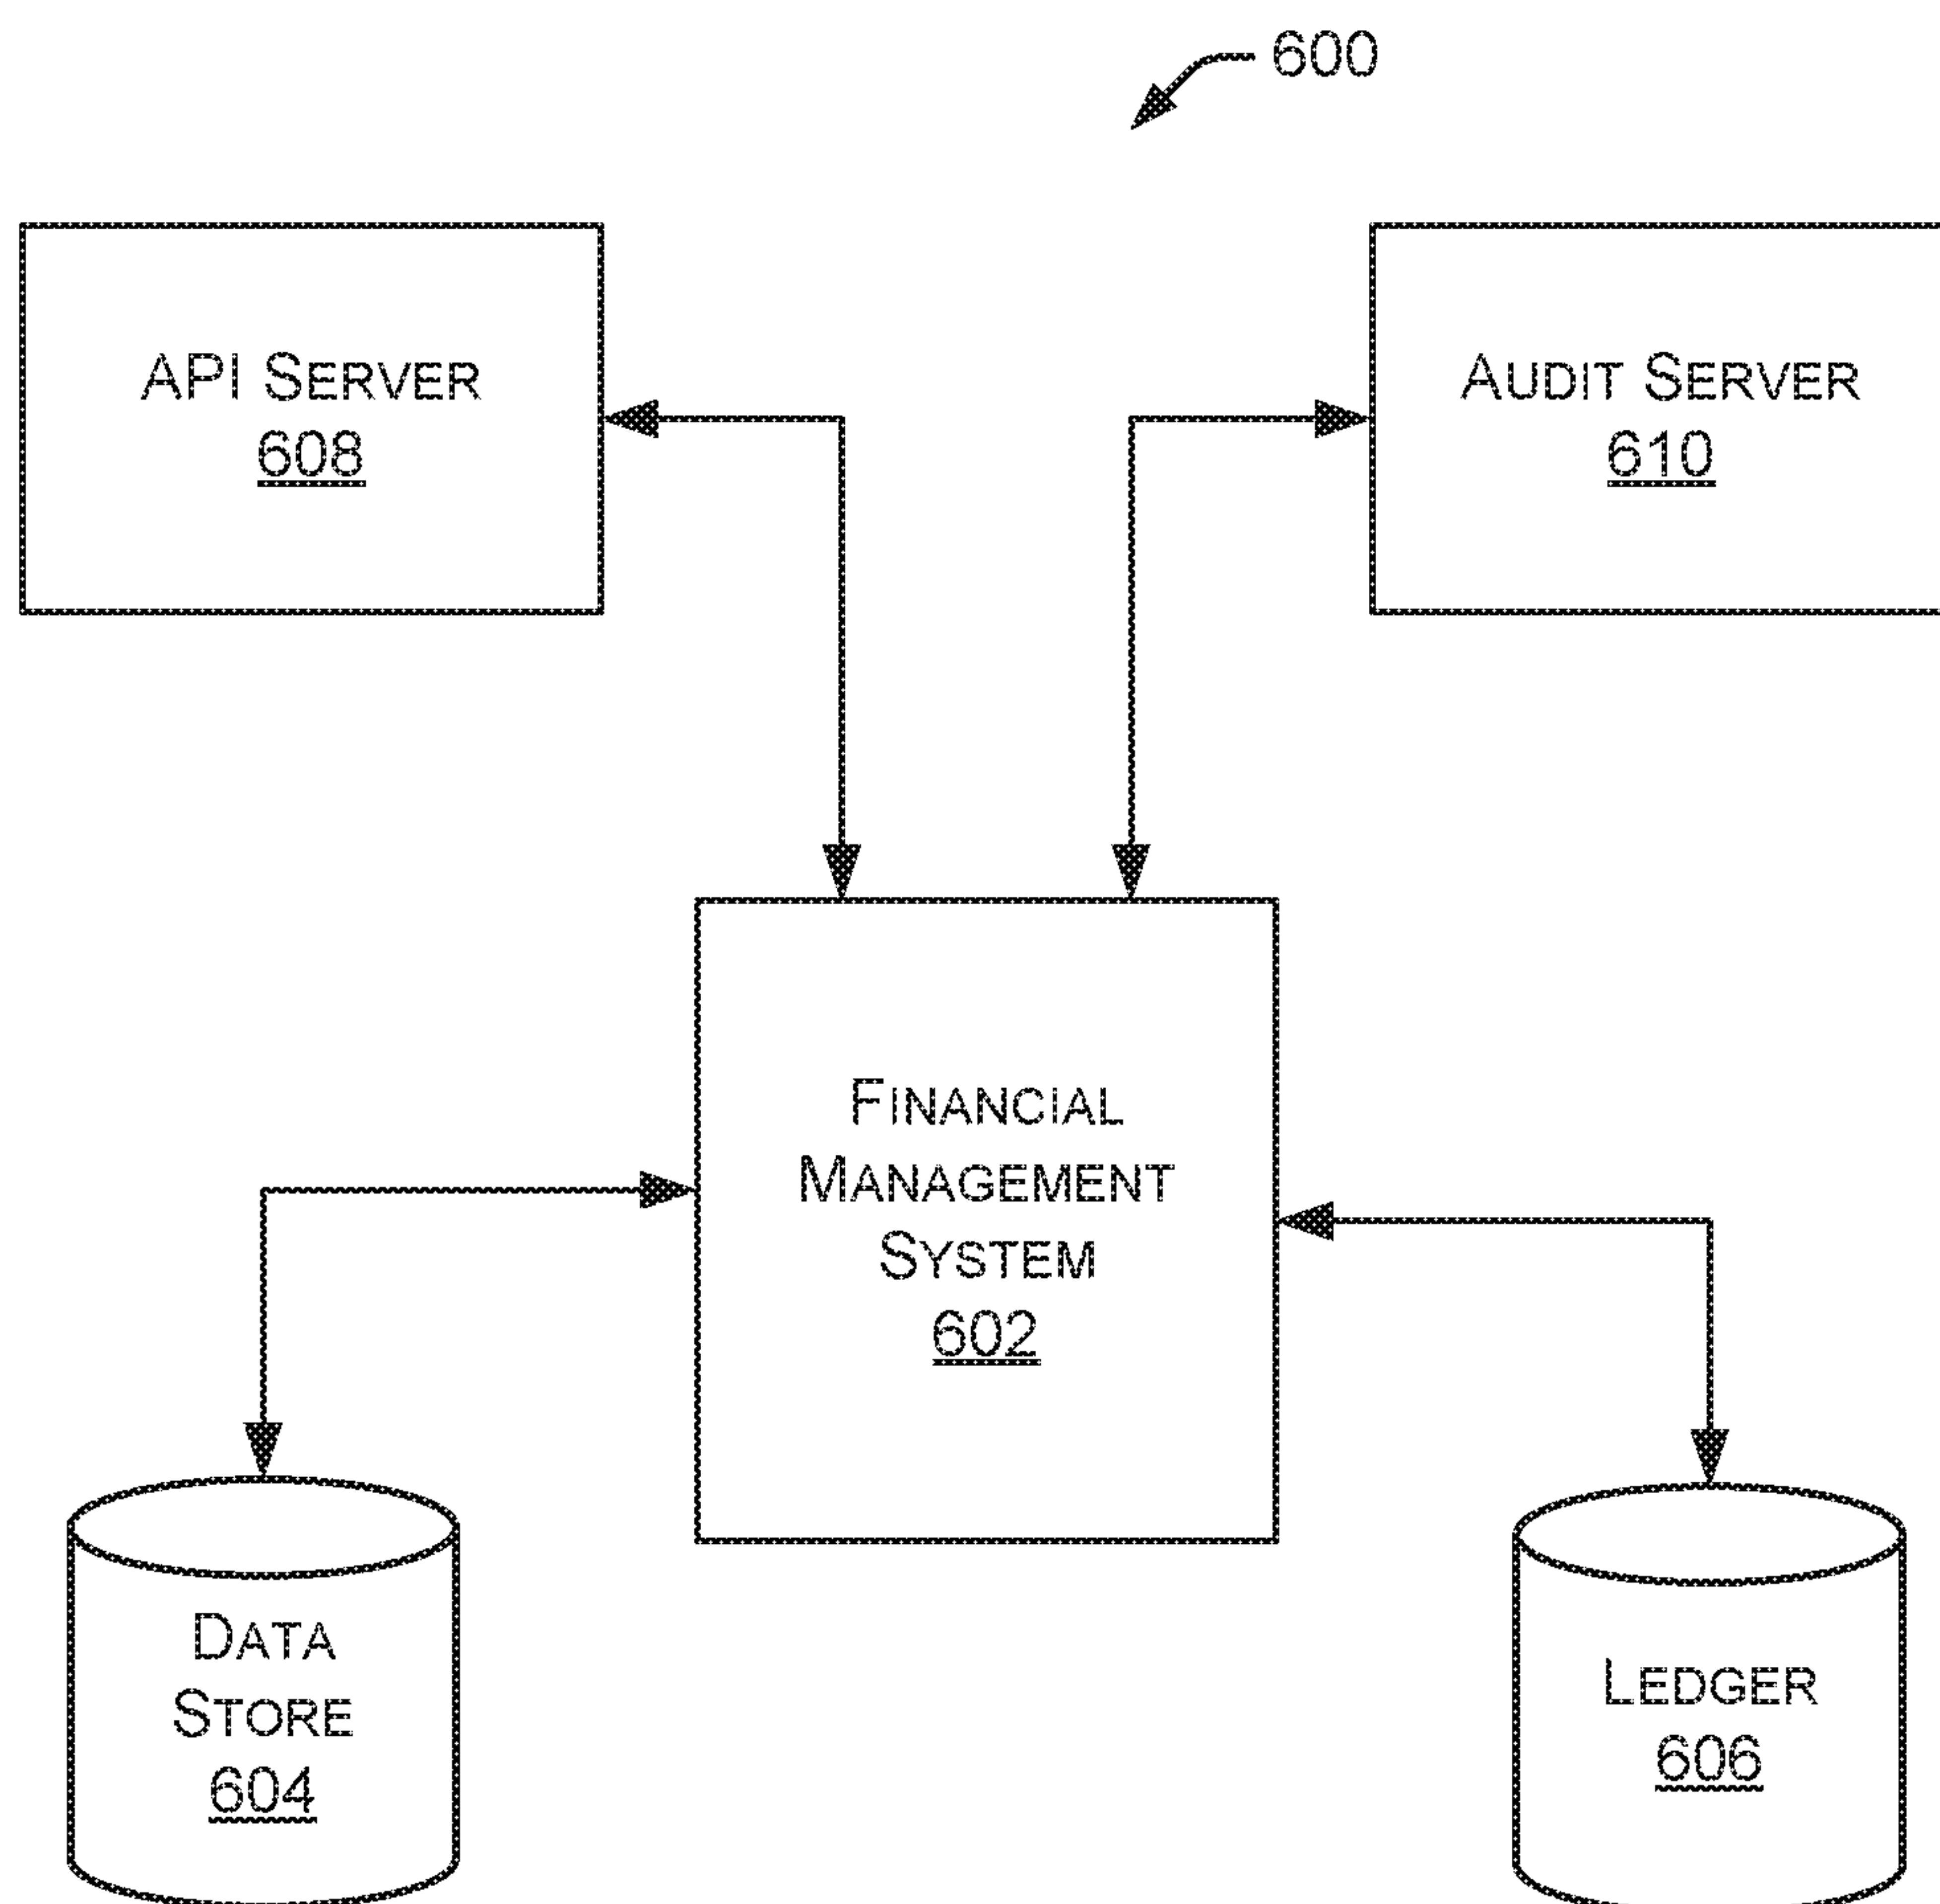 600
API SERVER
608
AUDIT SERVER
610
FINANCIAL
MANAGEMENT
SYSTEM
602
DATA
STORE
604
LEDGER
606